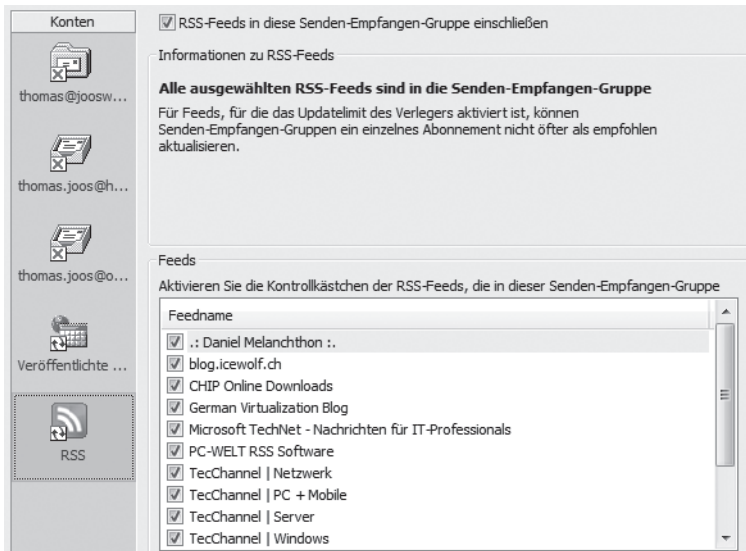 Konten
thomas@joosw...
thomas.joos@h...
thomas.joos@o...
Veröffentlichte ...
RSS
RSS-Feeds in diese Senden-Empfangen-Gruppe einschließen
Informationen zu RSS-Feeds
Alle ausgewählten RSS-Feeds sind in die Senden-Empfangen-Gruppe
Für Feeds, für die das Updatelimit des Verlegers aktiviert ist, können
Senden-Empfangen-Gruppen ein einzelnes Abonnement nicht öfter als empfohlen
aktualisieren.
Feeds
Aktivieren Sie die Kontrollkästchen der RSS-Feeds, die in dieser Senden-Empfangen-Gruppe
Feedname
.: Daniel Melanchthon :.
blog.icewolf.ch
CHIP Online Downloads
German Virtualization Blog
Microsoft TechNet - Nachrichten für IT-Professionals
PC-WELT RSS Software
TecChannel | Netzwerk
TecChannel | PC + Mobile
TecChannel | Server
TecChannel | Windows